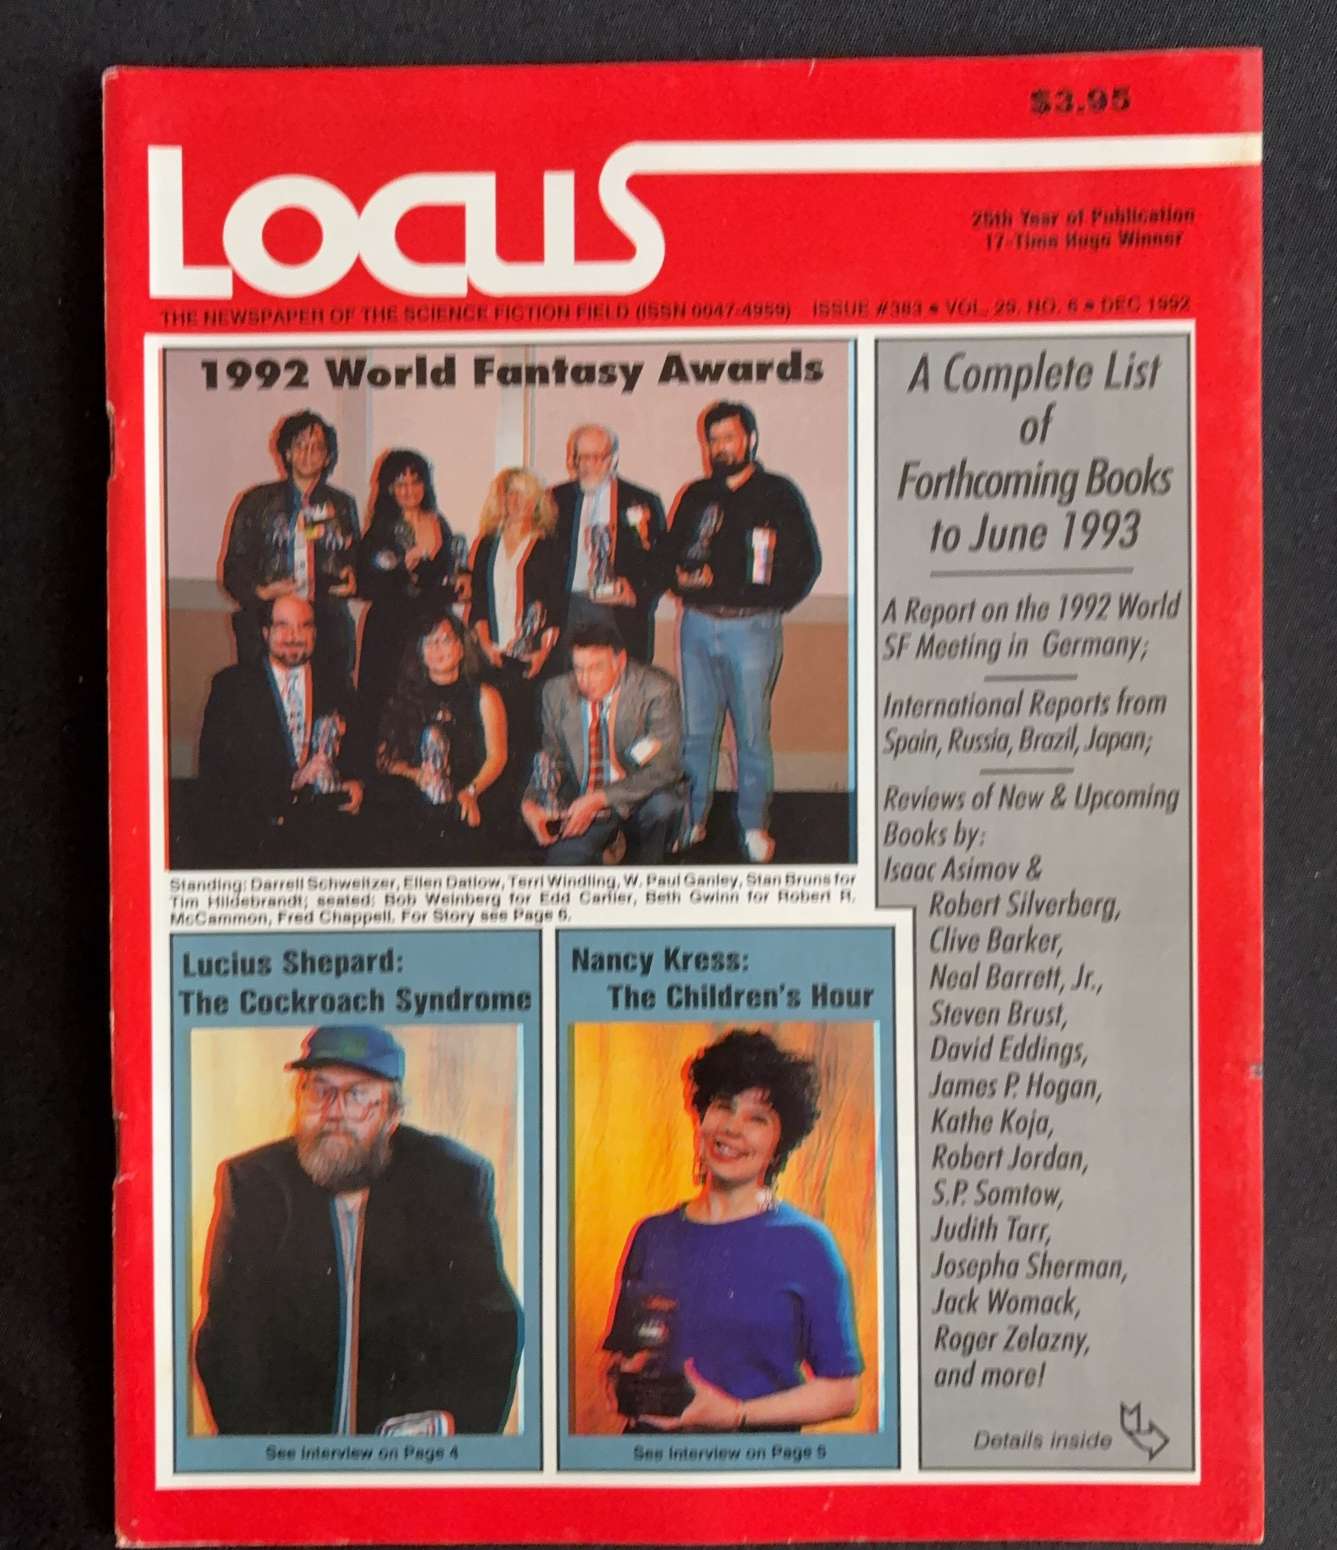 $3.95
LOCUS
25th Year of Publication
17-Time Hugo Winner
THE NEWSPAPER OF THE SCIENCE FICTION FIELD (ISSN 0047-4959) ISSUE #383 • VOL. 29, NO. 6 • DEC 1992
1992 World Fantasy Awards
Standing: Darrell Schweitzer, Ellen Datlow, Terri Windling, W. Paul Ganley, Stan Bruns for
Tim Hildebrandt; seated: Bob Weinberg for Edd Cartier, Beth Gwinn for Robert R.
McCammon, Fred Chappell. For Story see Page 6.
Lucius Shepard:
The Cockroach Syndrome
See Interview on Page 4
Nancy Kress:
The Children's Hour
See Interview on Page 5
A Complete List
of
Forthcoming Books
to June 1993
A Report on the 1992 World
SF Meeting in Germany;
International Reports from
Spain, Russia, Brazil, Japan;
Reviews of New & Upcoming
Books by:
Isaac Asimov &
Robert Silverberg,
Clive Barker,
Neal Barrett, Jr.,
Steven Brust,
David Eddings,
James P. Hogan,
Kathe Koja,
Robert Jordan,
S.P. Somtow,
Judith Tarr,
Josepha Sherman,
Jack Womack,
Roger Zelazny,
and more!
Details inside